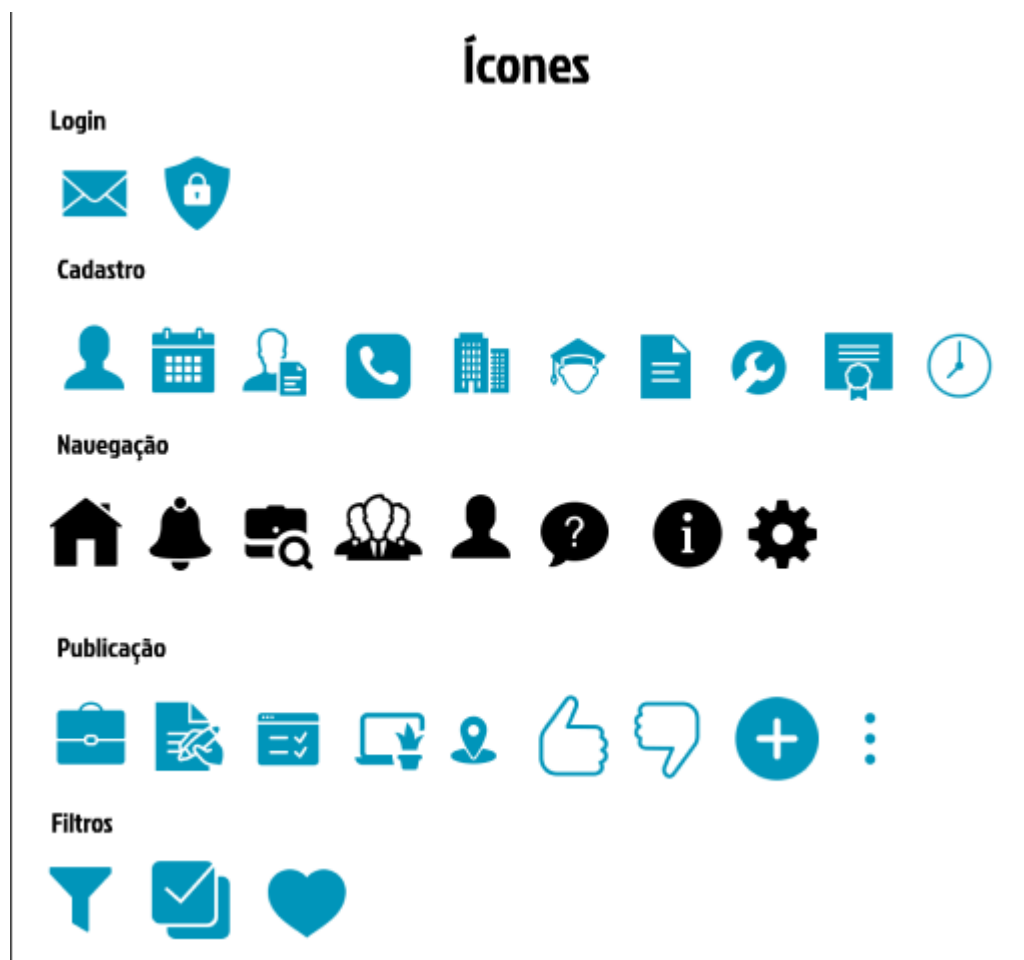 Ícones
Login
Cadastro
Navegação
?
i
Publicação
Filtros